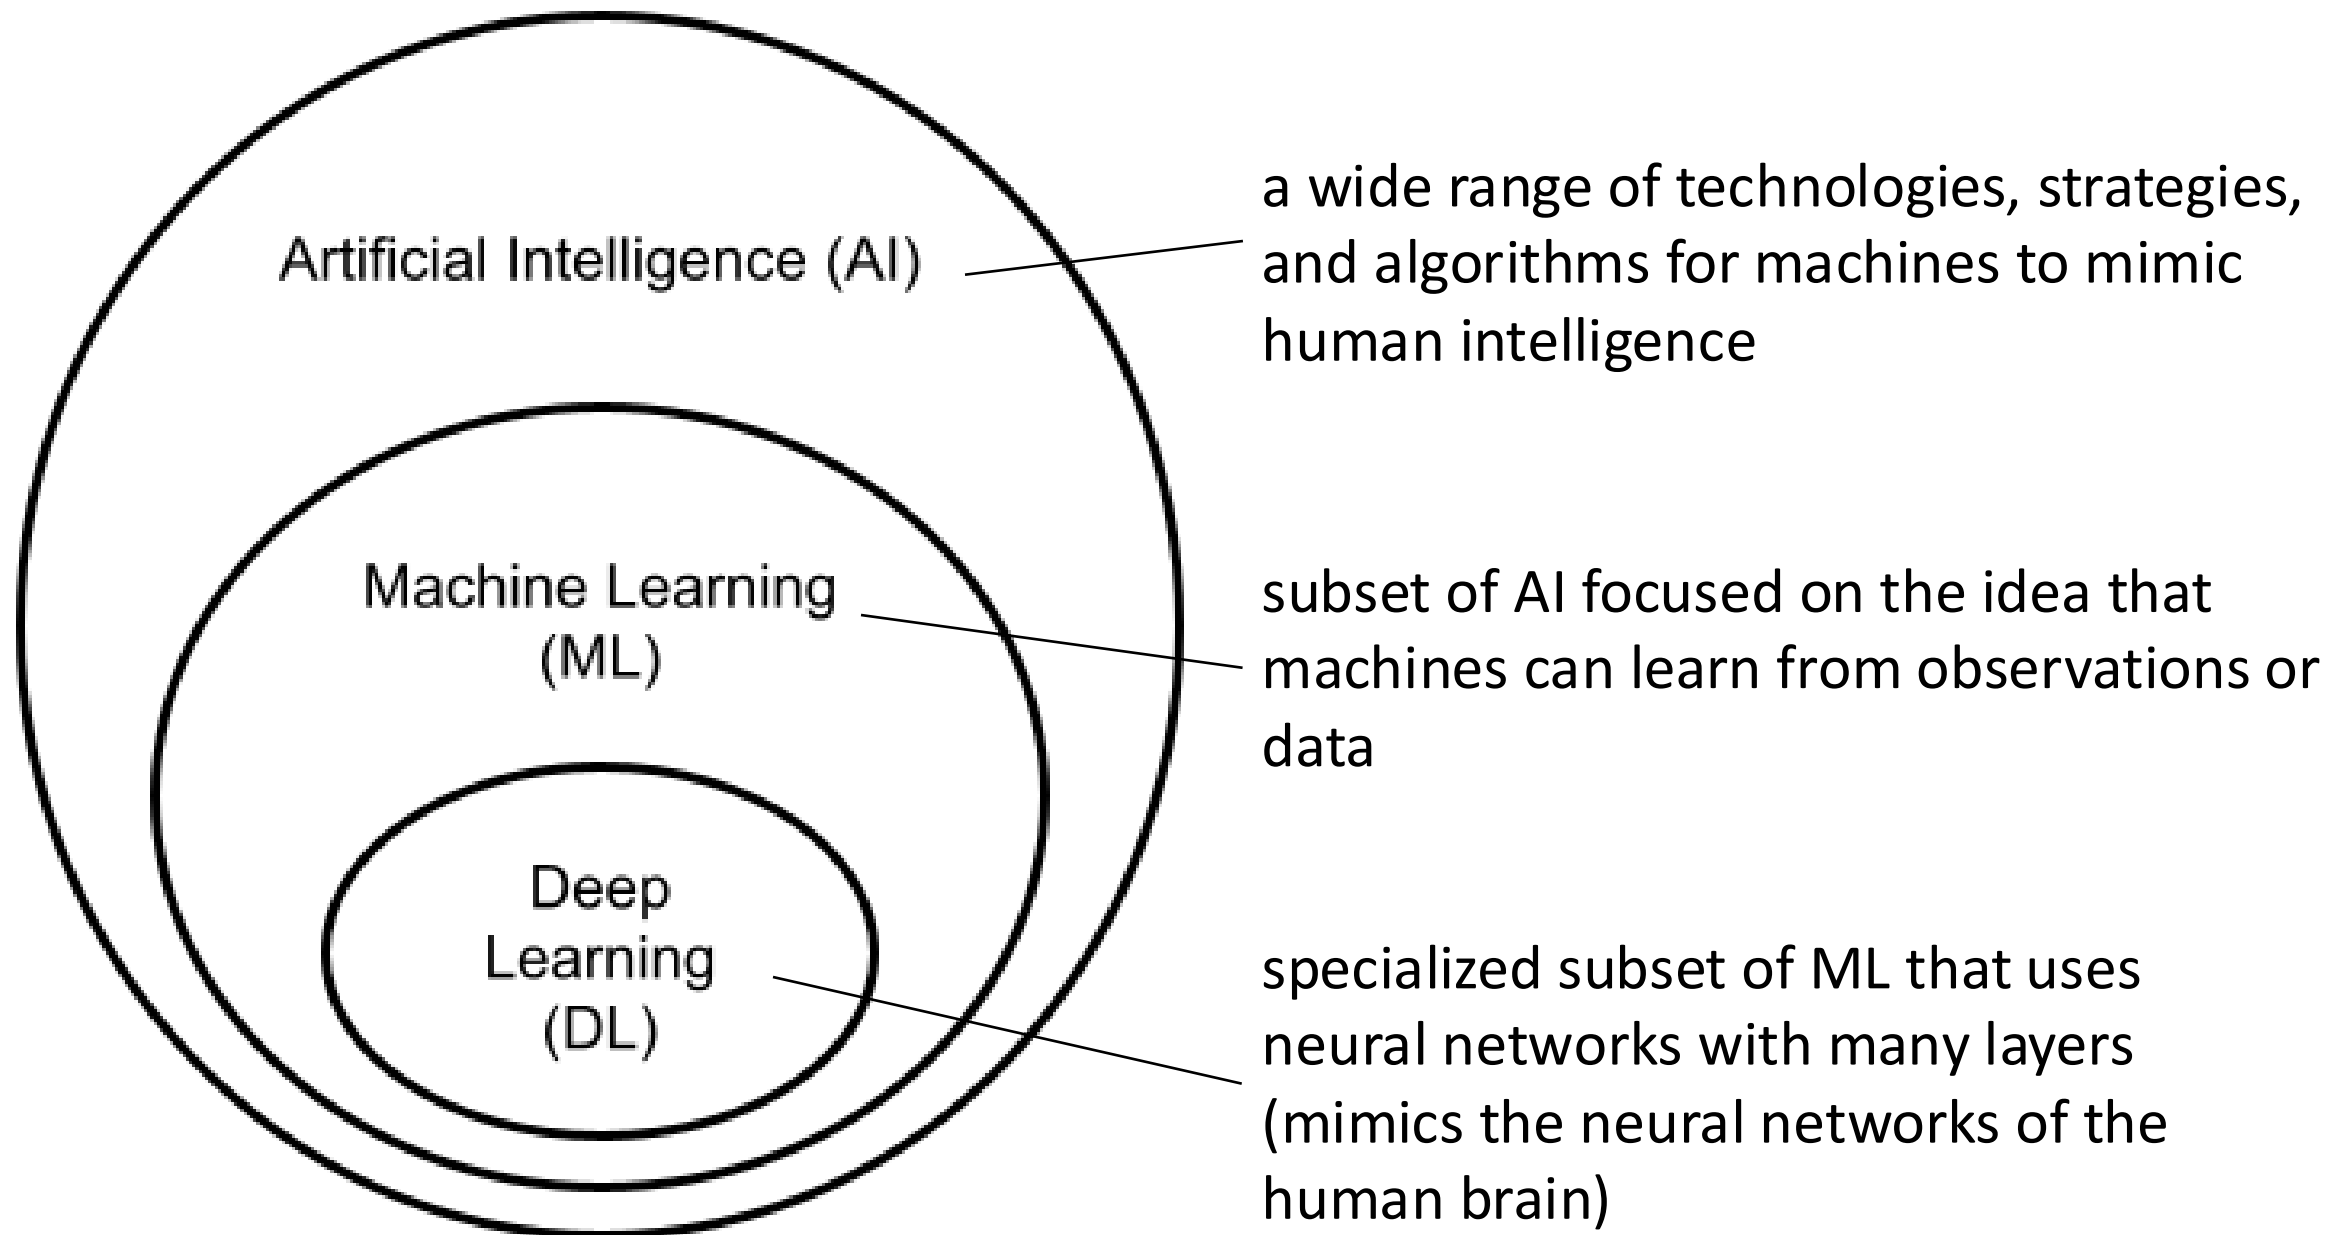 Artificial Intelligence (AI)
a wide range of technologies, strategies,
and algorithms for machines to mimic
human intelligence
Machine Learning
(ML)
subset of AI focused on the idea that
machines can learn from observations or
data
Deep
Learning
(DL)
specialized subset of ML that uses
neural networks with many layers
(mimics the neural networks of the
human brain)